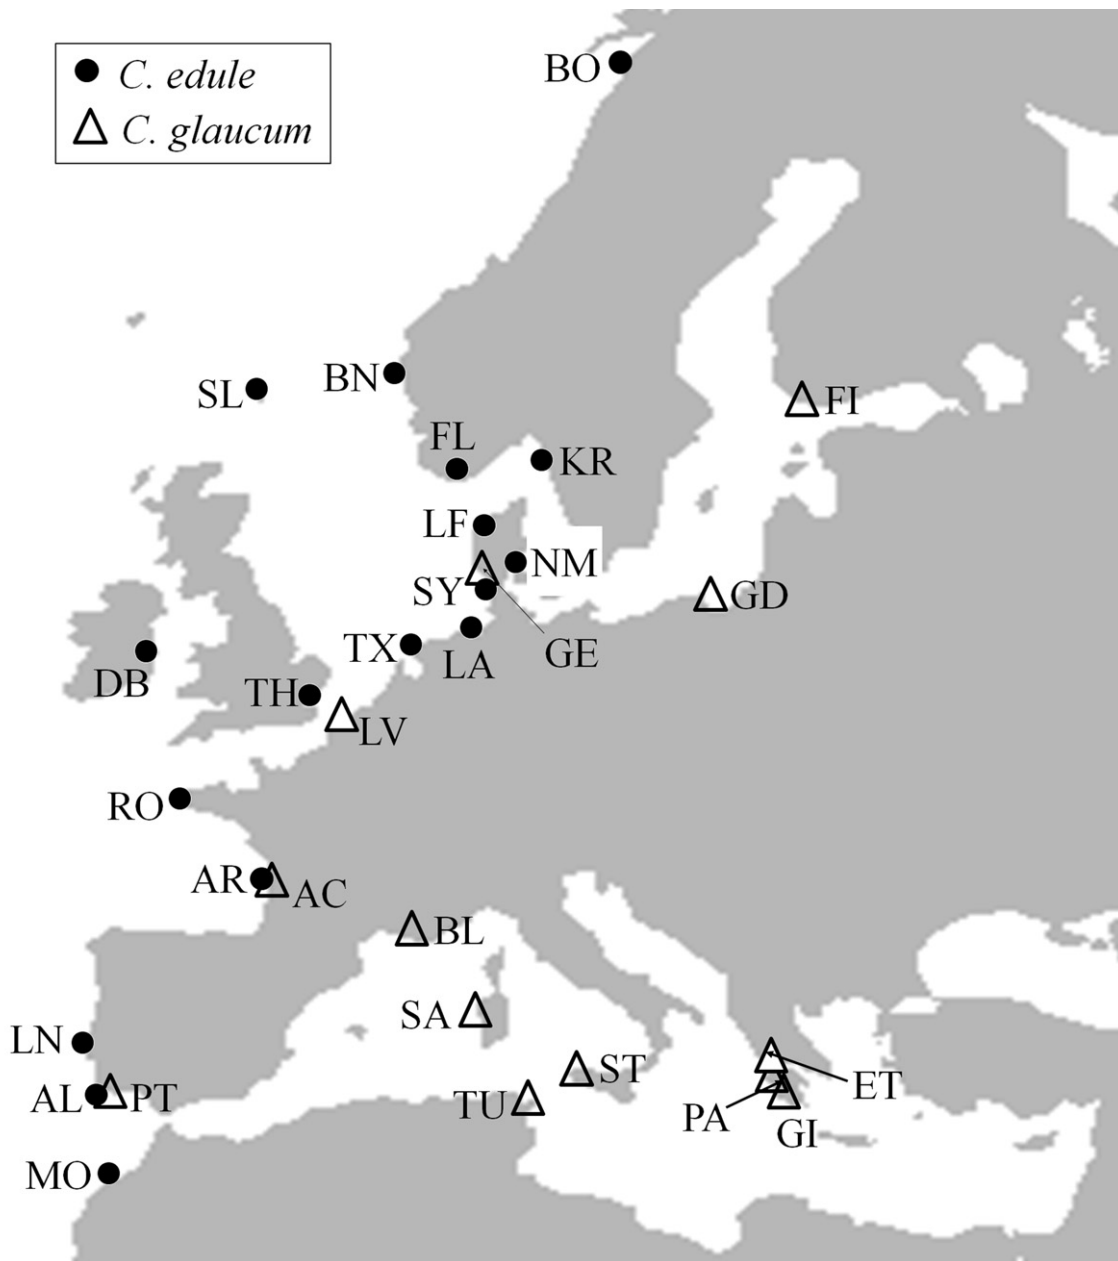 C. edule
C. glaucum
BO
BN
SL
FI
FL
KR
LF
NM
SY
GD
TX
LA
GE
DB
TH
LV
RO
AR
AC
BL
SA
LN
ST
ET
AL
PT
TU
PA
GI
MO